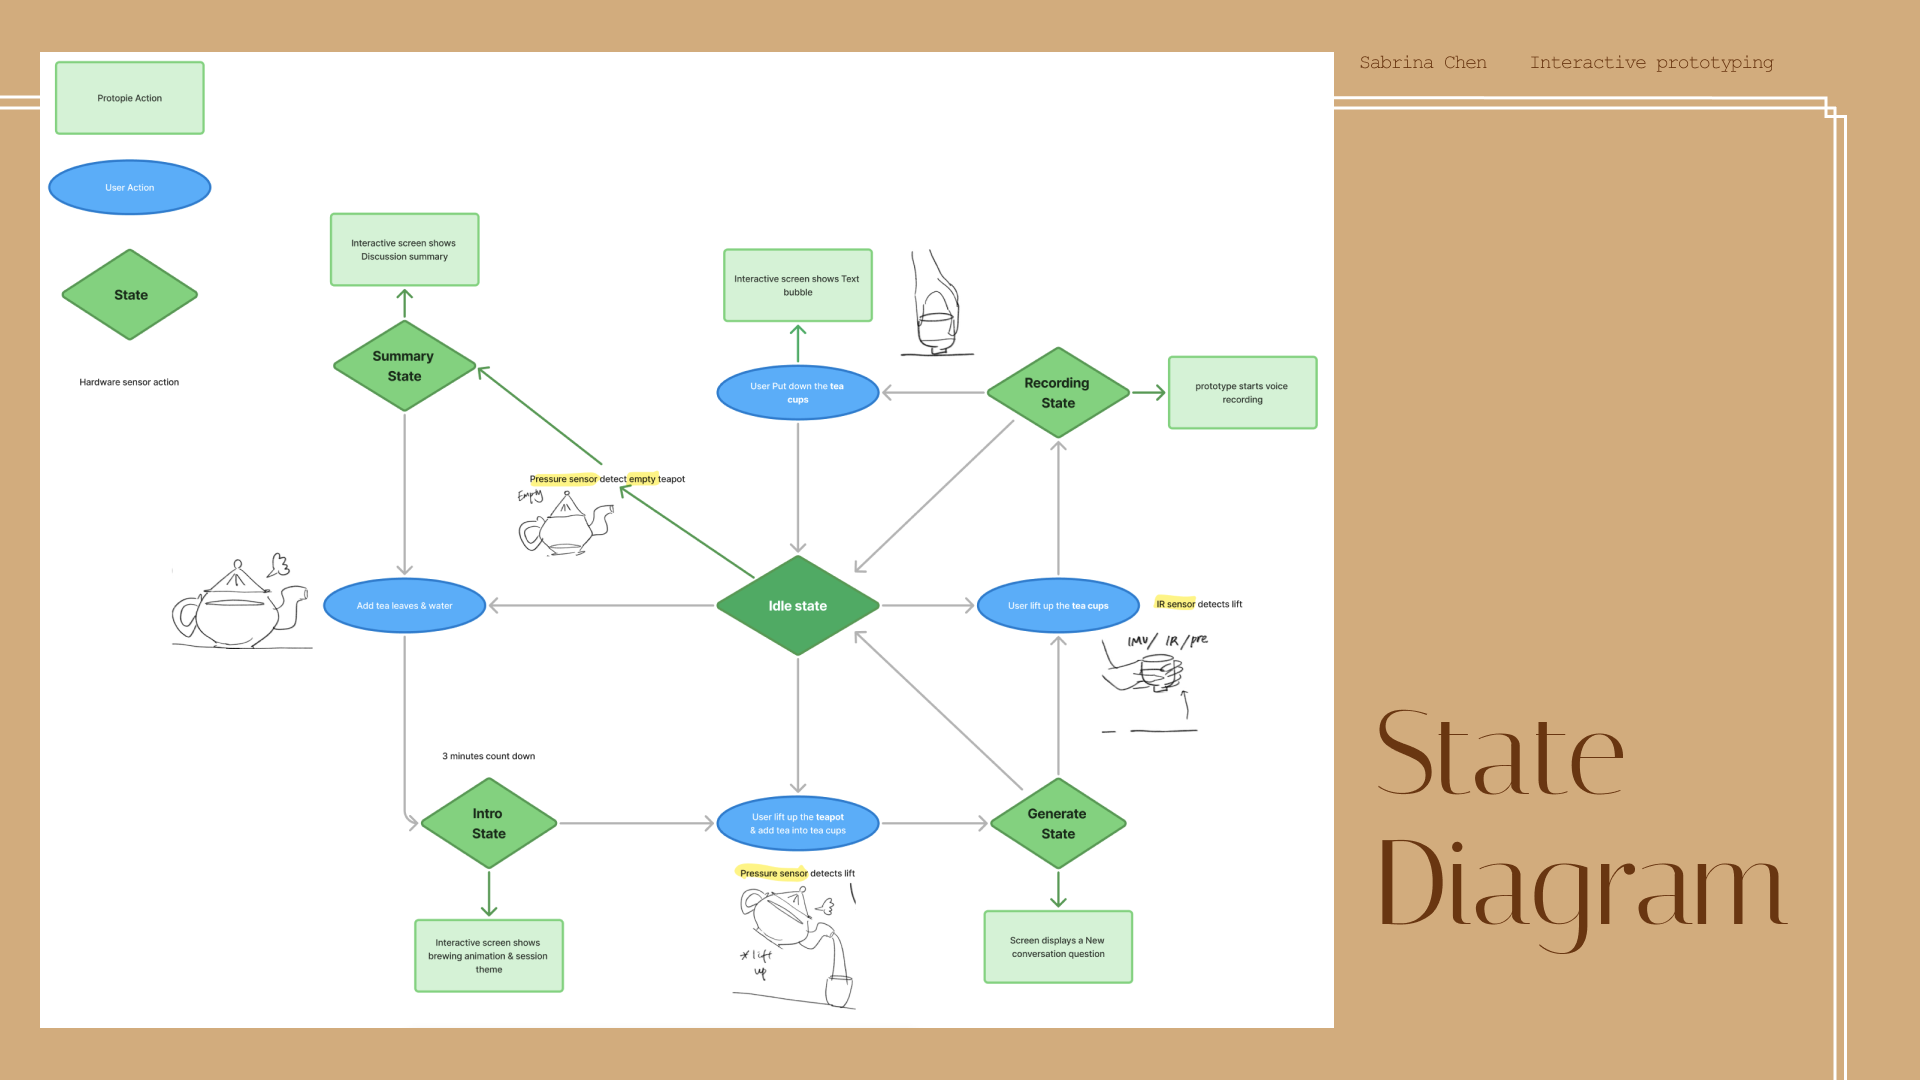 Sabrina Chen
Interactive prototyping
Protopie Action
User Action
State
Hardware sensor action
Interactive screen shows
Discussion summary
Summary
State
Interactive screen shows Text
bubble
User Put down the tea
cups
Recording
State
prototype starts voice
recording
Pressure sensor detect empty teapot
Empty
Add tea leaves & water
Idle state
User lift up the tea cups
IR sensor detects lift
IMU/ IR /pre
3 minutes count down
Intro
State
User lift up the teapot
& add tea into tea cups
Generate
State
Pressure sensor detects lift
*lift
up
Interactive screen shows
brewing animation & session
theme
Screen displays a New
conversation question
State
Diagram